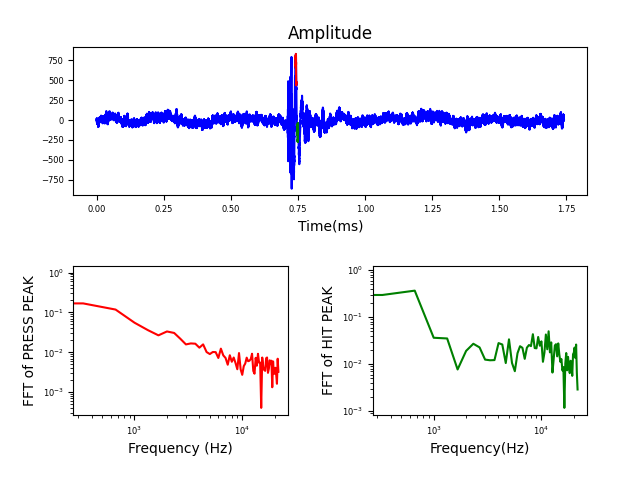 Amplitude
750
500
250
0
−250
−500
−750
0.00 0.25 0.50 0.75 1.00 1.25 1.50 1.75
Time(ms)
FFT of PRESS PEAK
10⁰
10⁻¹
10⁻²
10⁻³
10³ 10⁴
Frequency (Hz)
FFT of HIT PEAK
10⁰
10⁻¹
10⁻²
10⁻³
10³ 10⁴
Frequency(Hz)